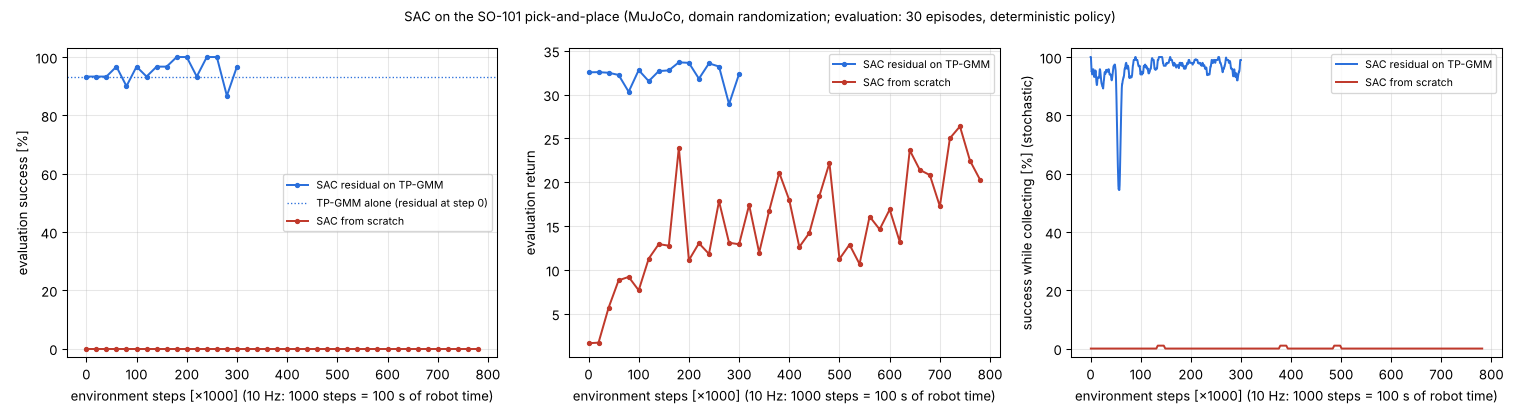 SAC on the SO-101 pick-and-place (MuJoCo, domain randomization; evaluation: 30 episodes, deterministic policy)
evaluation success [%]
100
80
60
40
20
0
SAC residual on TP-GMM
TP-GMM alone (residual at step 0)
SAC from scratch
0 100 200 300 400 500 600 700 800
environment steps [×1000] (10 Hz: 1000 steps = 100 s of robot time)
evaluation return
35
30
25
20
15
10
5
SAC residual on TP-GMM
SAC from scratch
0 100 200 300 400 500 600 700 800
environment steps [×1000] (10 Hz: 1000 steps = 100 s of robot time)
success while collecting [%] (stochastic)
100
80
60
40
20
0
SAC residual on TP-GMM
SAC from scratch
0 100 200 300 400 500 600 700 800
environment steps [×1000] (10 Hz: 1000 steps = 100 s of robot time)